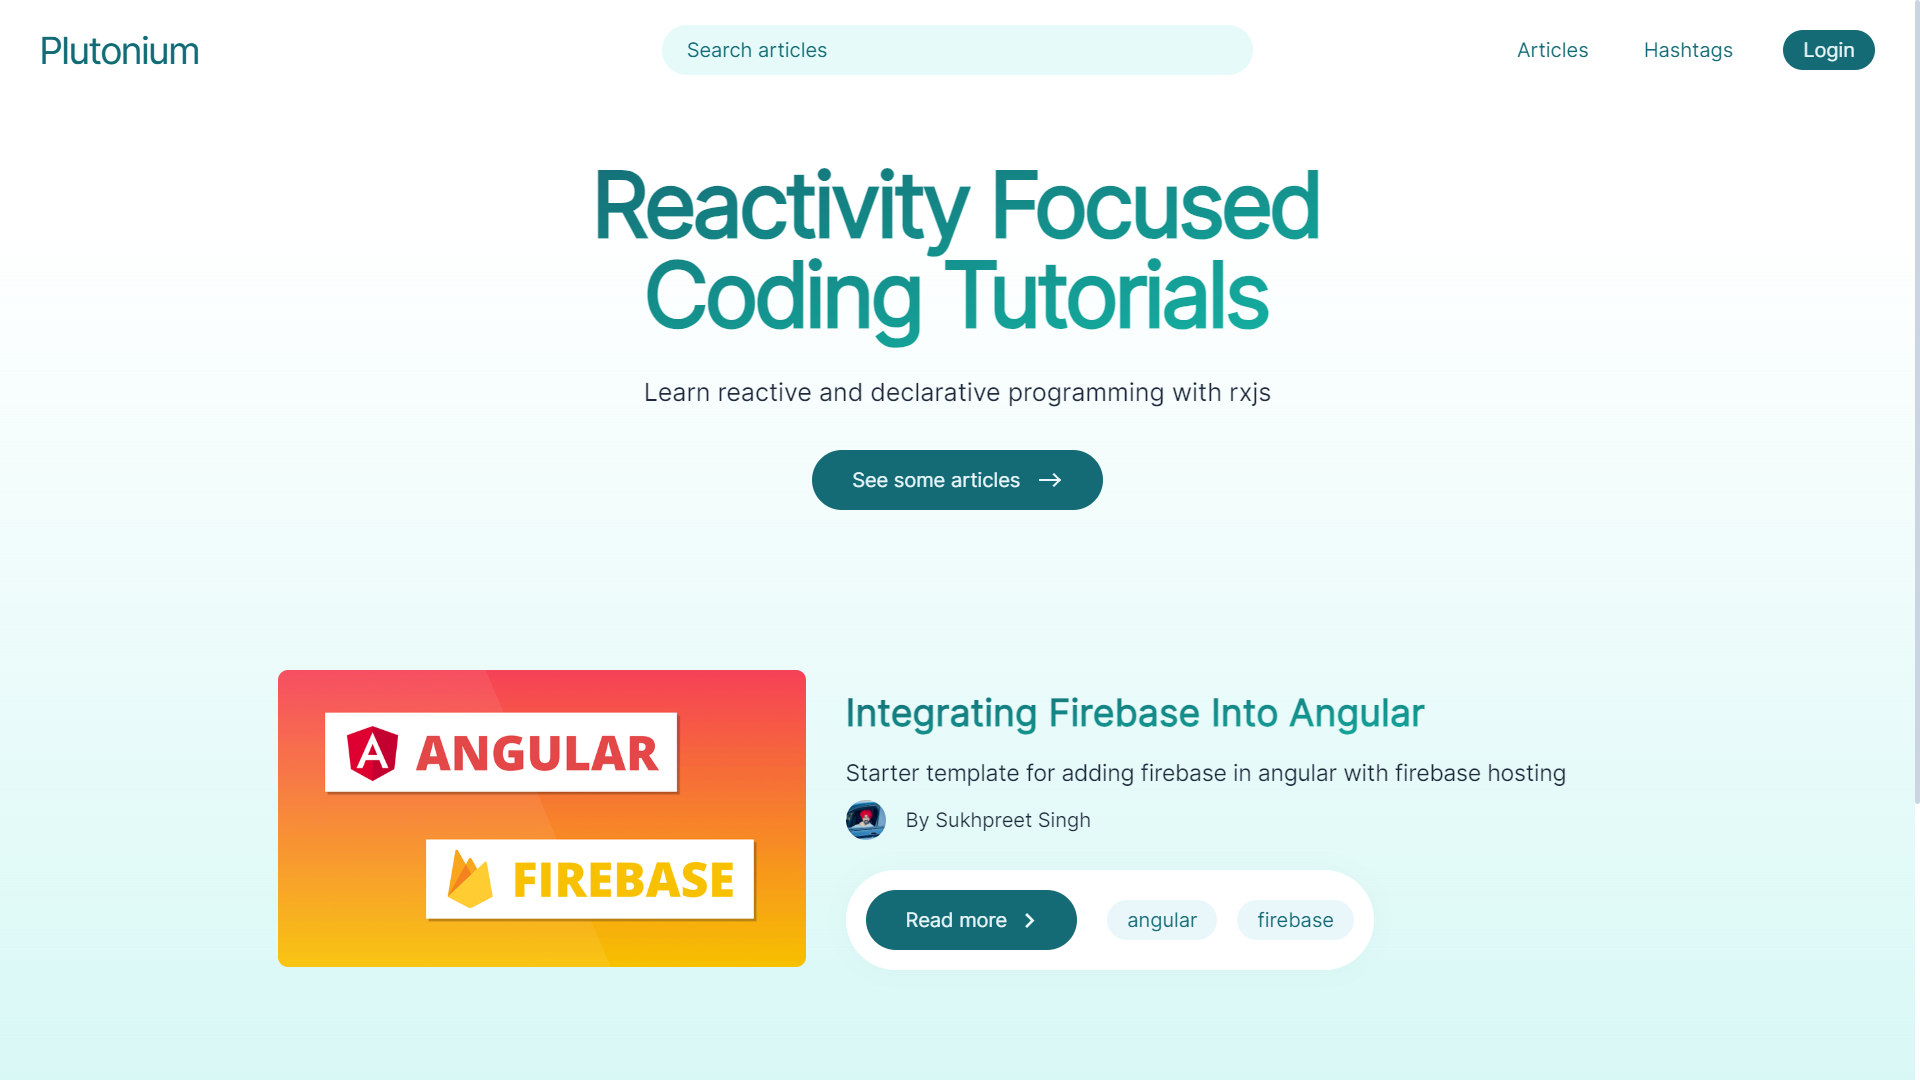 Plutonium
Search articles
Articles
Hashtags
Login
Reactivity Focused
Coding Tutorials
Learn reactive and declarative programming with rxjs
See some articles
ANGULAR
FIREBASE
Integrating Firebase Into Angular
Starter template for adding firebase in angular with firebase hosting
By Sukhpreet Singh
Read more
angular
firebase